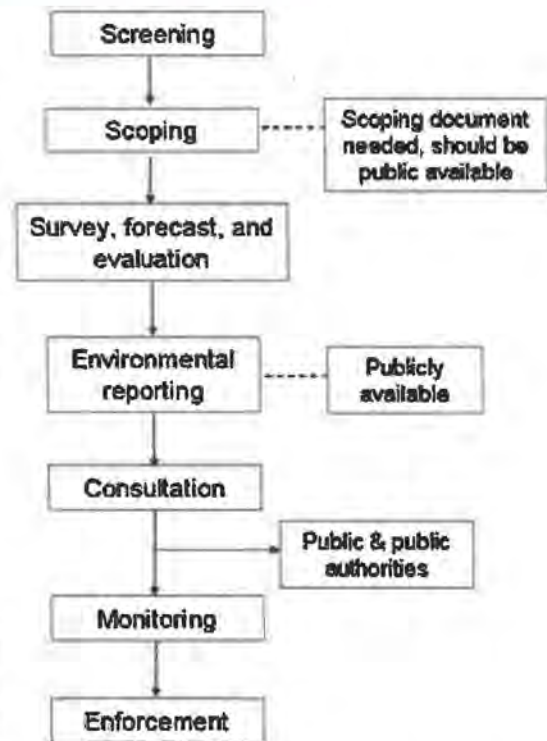 Screening
Scoping
Scoping document
needed, should be
public available
Survey, forecast, and
evaluation
Environmental
reporting
Publicly
available
Consultation
Public & public
authorities
Monitoring
Enforcement